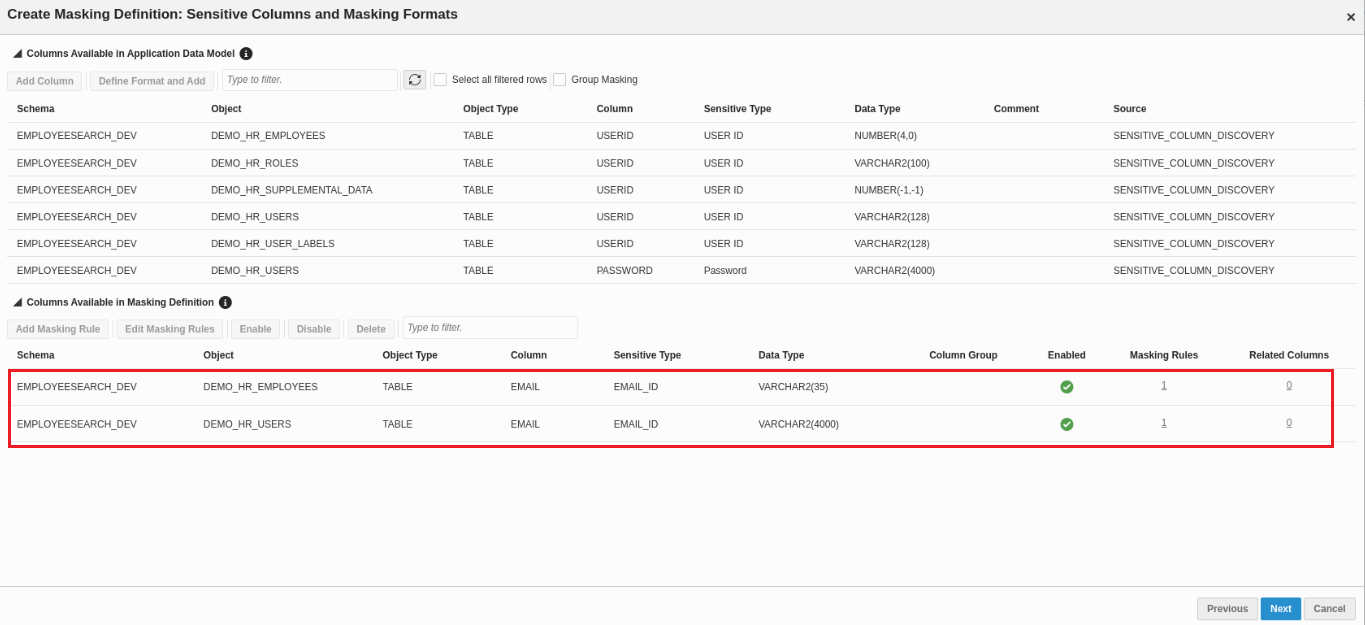 Create Masking Definition: Sensitive Columns and Masking Formats ×
Columns Available in Application Data Model
Add Column Define Format and Add Type to filter. Select all filtered rows Group Masking
Schema Object Object Type Column Sensitive Type Data Type Comment Source
EMPLOYEESEARCH_DEV DEMO_HR_EMPLOYEES TABLE USERID USER ID NUMBER(4,0) SENSITIVE_COLUMN_DISCOVERY
EMPLOYEESEARCH_DEV DEMO_HR_ROLES TABLE USERID USER ID VARCHAR2(100) SENSITIVE_COLUMN_DISCOVERY
EMPLOYEESEARCH_DEV DEMO_HR_SUPPLEMENTAL_DATA TABLE USERID USER ID NUMBER(-1,-1) SENSITIVE_COLUMN_DISCOVERY
EMPLOYEESEARCH_DEV DEMO_HR_USERS TABLE USERID USER ID VARCHAR2(128) SENSITIVE_COLUMN_DISCOVERY
EMPLOYEESEARCH_DEV DEMO_HR_USER_LABELS TABLE USERID USER ID VARCHAR2(128) SENSITIVE_COLUMN_DISCOVERY
EMPLOYEESEARCH_DEV DEMO_HR_USERS TABLE PASSWORD Password VARCHAR2(4000) SENSITIVE_COLUMN_DISCOVERY
Columns Available in Masking Definition
Add Masking Rule Edit Masking Rules Enable Disable Delete Type to filter.
Schema Object Object Type Column Sensitive Type Data Type Column Group Enabled Masking Rules Related Columns
EMPLOYEESEARCH_DEV DEMO_HR_EMPLOYEES TABLE EMAIL EMAIL_ID VARCHAR2(35) 1 0
EMPLOYEESEARCH_DEV DEMO_HR_USERS TABLE EMAIL EMAIL_ID VARCHAR2(4000) 1 0
Previous Next Cancel